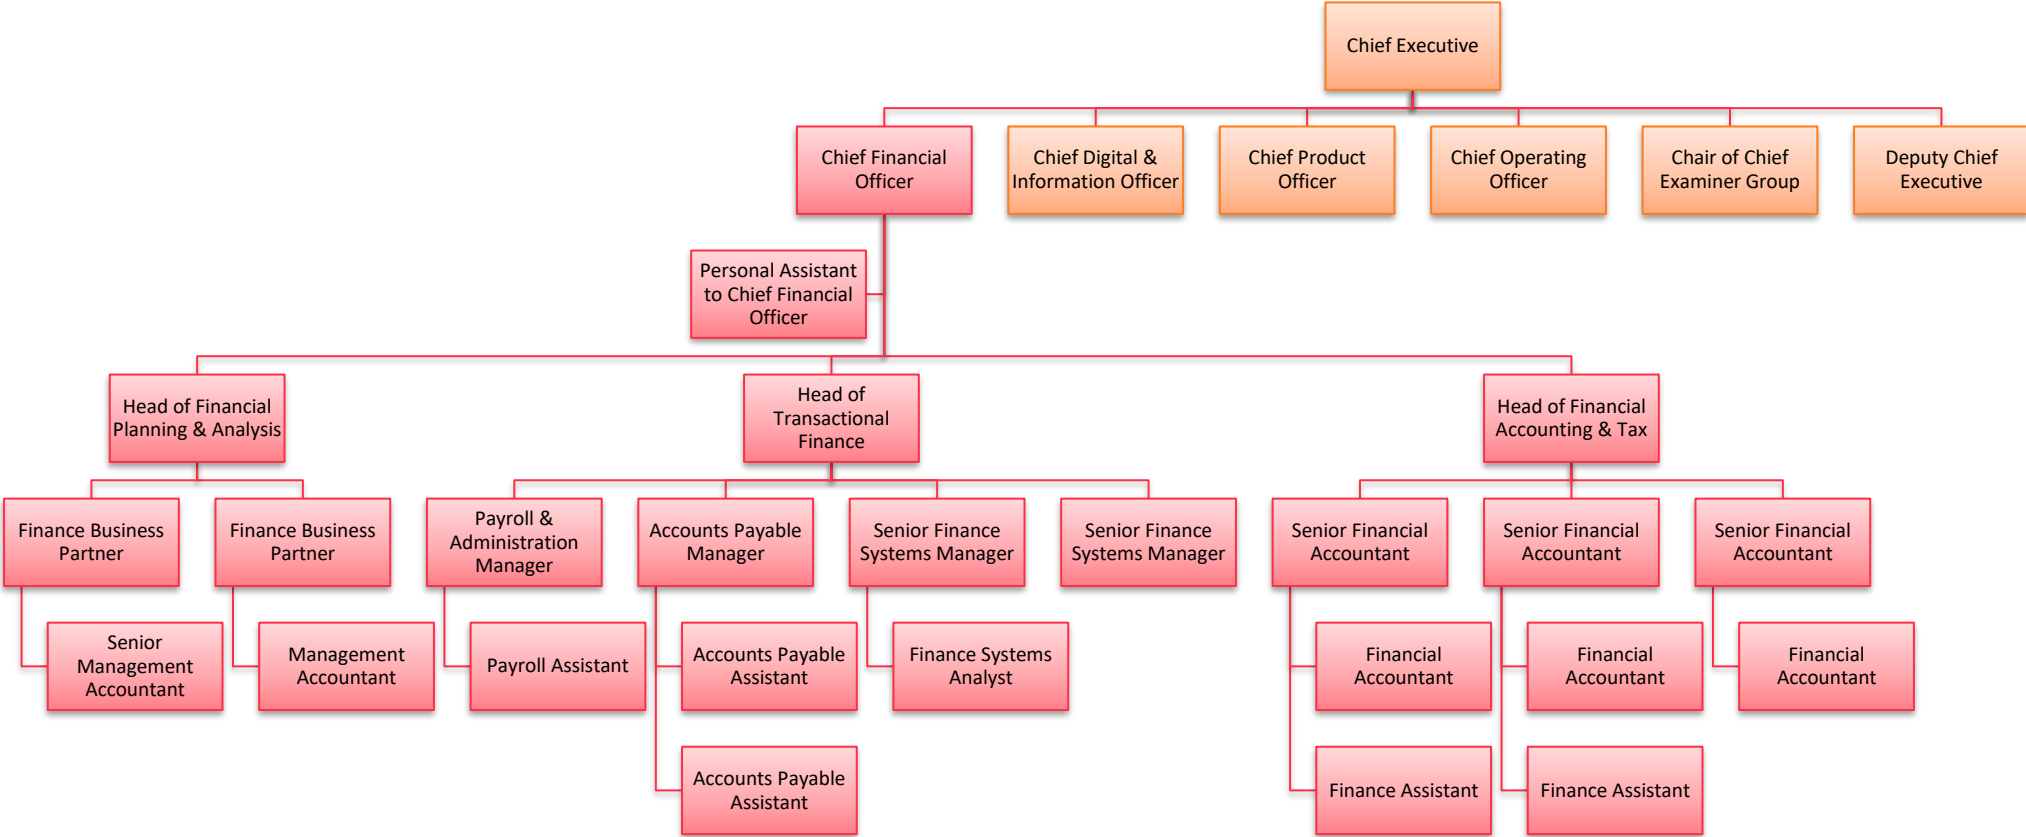 Chief Executive
Chief Financial
Officer
Chief Digital &
Information Officer
Chief Product
Officer
Chief Operating
Officer
Chair of Chief
Examiner Group
Deputy Chief
Executive
Personal Assistant
to Chief Financial
Officer
Head of Financial
Planning & Analysis
Head of
Transactional
Finance
Head of Financial
Accounting & Tax
Finance Business
Partner
Finance Business
Partner
Payroll &
Administration
Manager
Accounts Payable
Manager
Senior Finance
Systems Manager
Senior Finance
Systems Manager
Senior Financial
Accountant
Senior Financial
Accountant
Senior Financial
Accountant
Senior
Management
Accountant
Management
Accountant
Payroll Assistant
Accounts Payable
Assistant
Finance Systems
Analyst
Financial
Accountant
Financial
Accountant
Financial
Accountant
Accounts Payable
Assistant
Finance Assistant
Finance Assistant